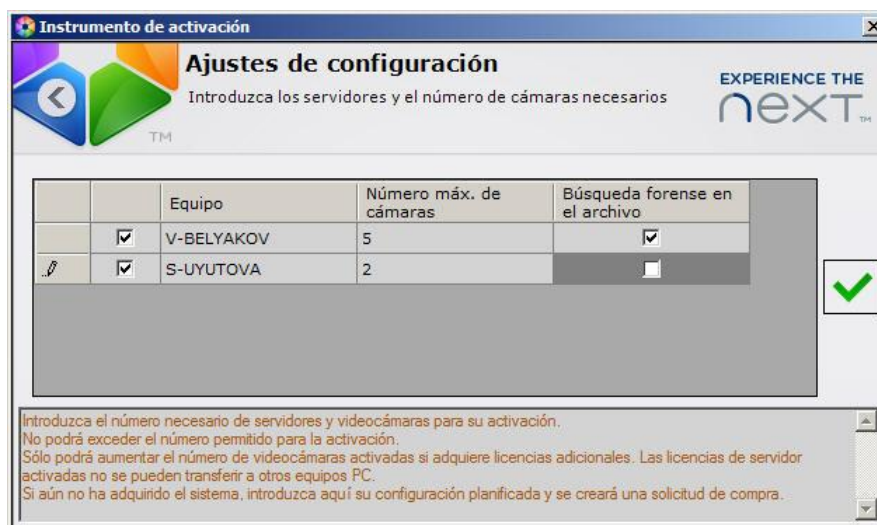 Instrumento de activación
Ajustes de configuración
Introduzca los servidores y el número de cámaras necesarios
EXPERIENCE THE
next TM
TM
Equipo
Número máx. de
cámaras
Búsqueda forense en
el archivo
V-BELYAKOV 5
S-UYUTOVA 2
Introduzca el número necesario de servidores y videocámaras para su activación.
No podrá exceder el número permitido para la activación.
Sólo podrá aumentar el número de videocámaras activadas si adquiere licencias adicionales. Las licencias de servidor
activadas no se pueden transferir a otros equipos PC.
Si aún no ha adquirido el sistema, introduzca aquí su configuración planificada y se creará una solicitud de compra.